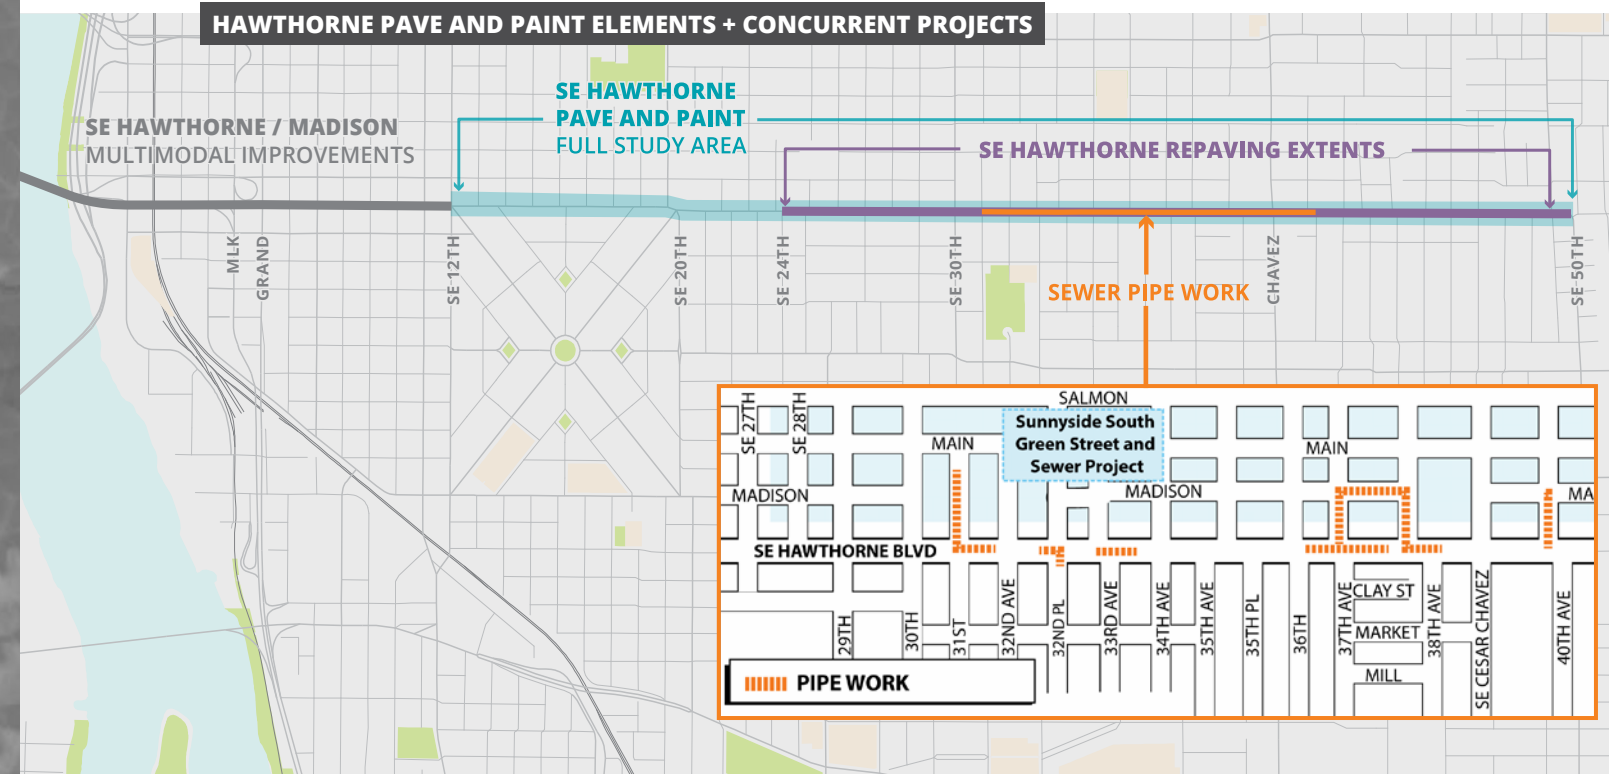 HAWTHORNE PAVE AND PAINT ELEMENTS + CONCURRENT PROJECTS
SE HAWTHORNE
PAVE AND PAINT
FULL STUDY AREA
SE HAWTHORNE / MADISON
MULTIMODAL IMPROVEMENTS
SE HAWTHORNE REPAVING EXTENTS
MLK
GRAND
SE 12TH
SE 20TH
SE 24TH
SE 30TH
CHAVEZ
SE 50TH
SEWER PIPE WORK
SE 27TH
SE 28TH
SALMON
Sunnyside South
Green Street and
Sewer Project
MAIN
MAIN
MADISON
MADISON
MA
SE HAWTHORNE BLVD
29TH
30TH
31ST
32ND AVE
32ND PL
33RD AVE
34TH AVE
35TH AVE
35TH PL
36TH
37TH AVE
CLAY ST
MARKET
MILL
38TH AVE
SE CESAR CHAVEZ
40TH AVE
PIPE WORK